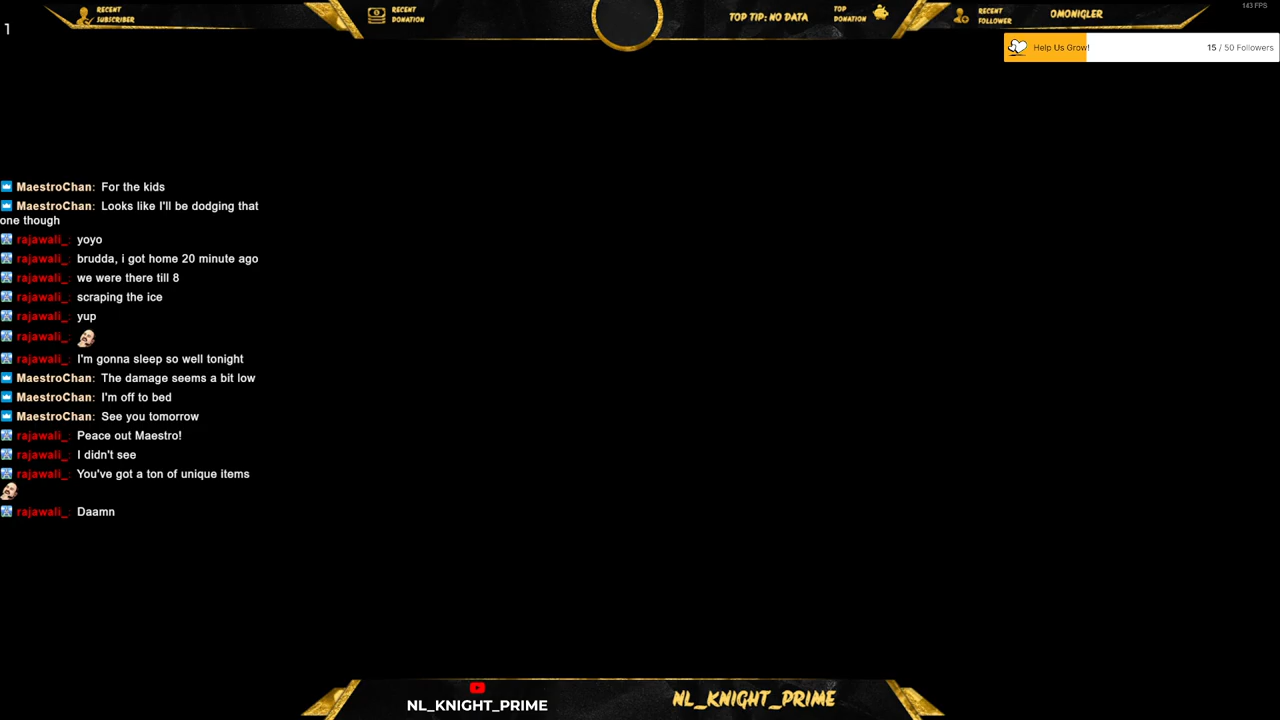 RECENT
SUBSCRIBER
RECENT
DONATION
TOP TIP: NO DATA
TOP
DONATION
RECENT
FOLLOWER
OMONIGLER
143 FPS
1
Help Us Grow!
15 / 50 Followers
MaestroChan: For the kids
MaestroChan: Looks like I'll be dodging that
one though
rajawali_: yoyo
rajawali_: brudda, i got home 20 minute ago
rajawali_: we were there till 8
rajawali_: scraping the ice
rajawali_: yup
rajawali_:
rajawali_: I'm gonna sleep so well tonight
MaestroChan: The damage seems a bit low
MaestroChan: I'm off to bed
MaestroChan: See you tomorrow
rajawali_: Peace out Maestro!
rajawali_: I didn't see
rajawali_: You've got a ton of unique items
rajawali_: Daamn
NL_KNIGHT_PRIME
NL_KNIGHT_PRIME